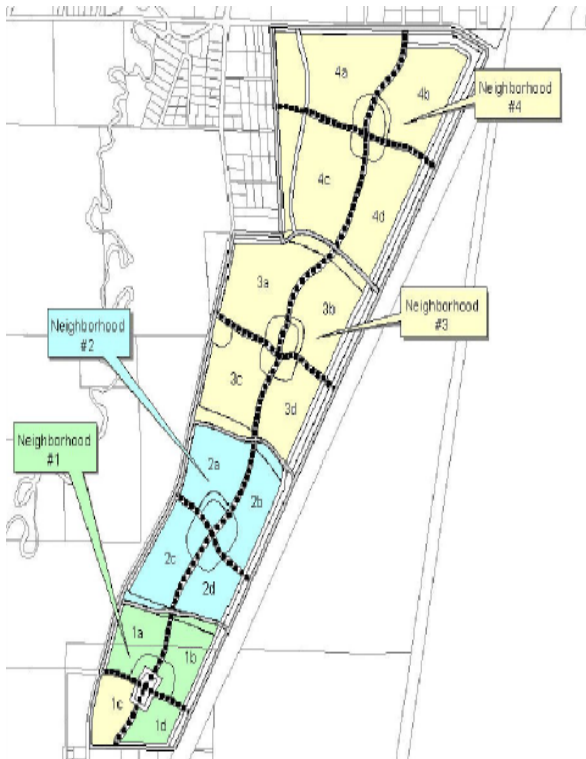 4a
Neighborhood
#4
4b
4c
4d
3a
Neighborhood
#3
3b
Neighborhood
#2
3c
3d
Neighborhood
#1
2a
2b
2c
2d
1a
1b
1c
1d